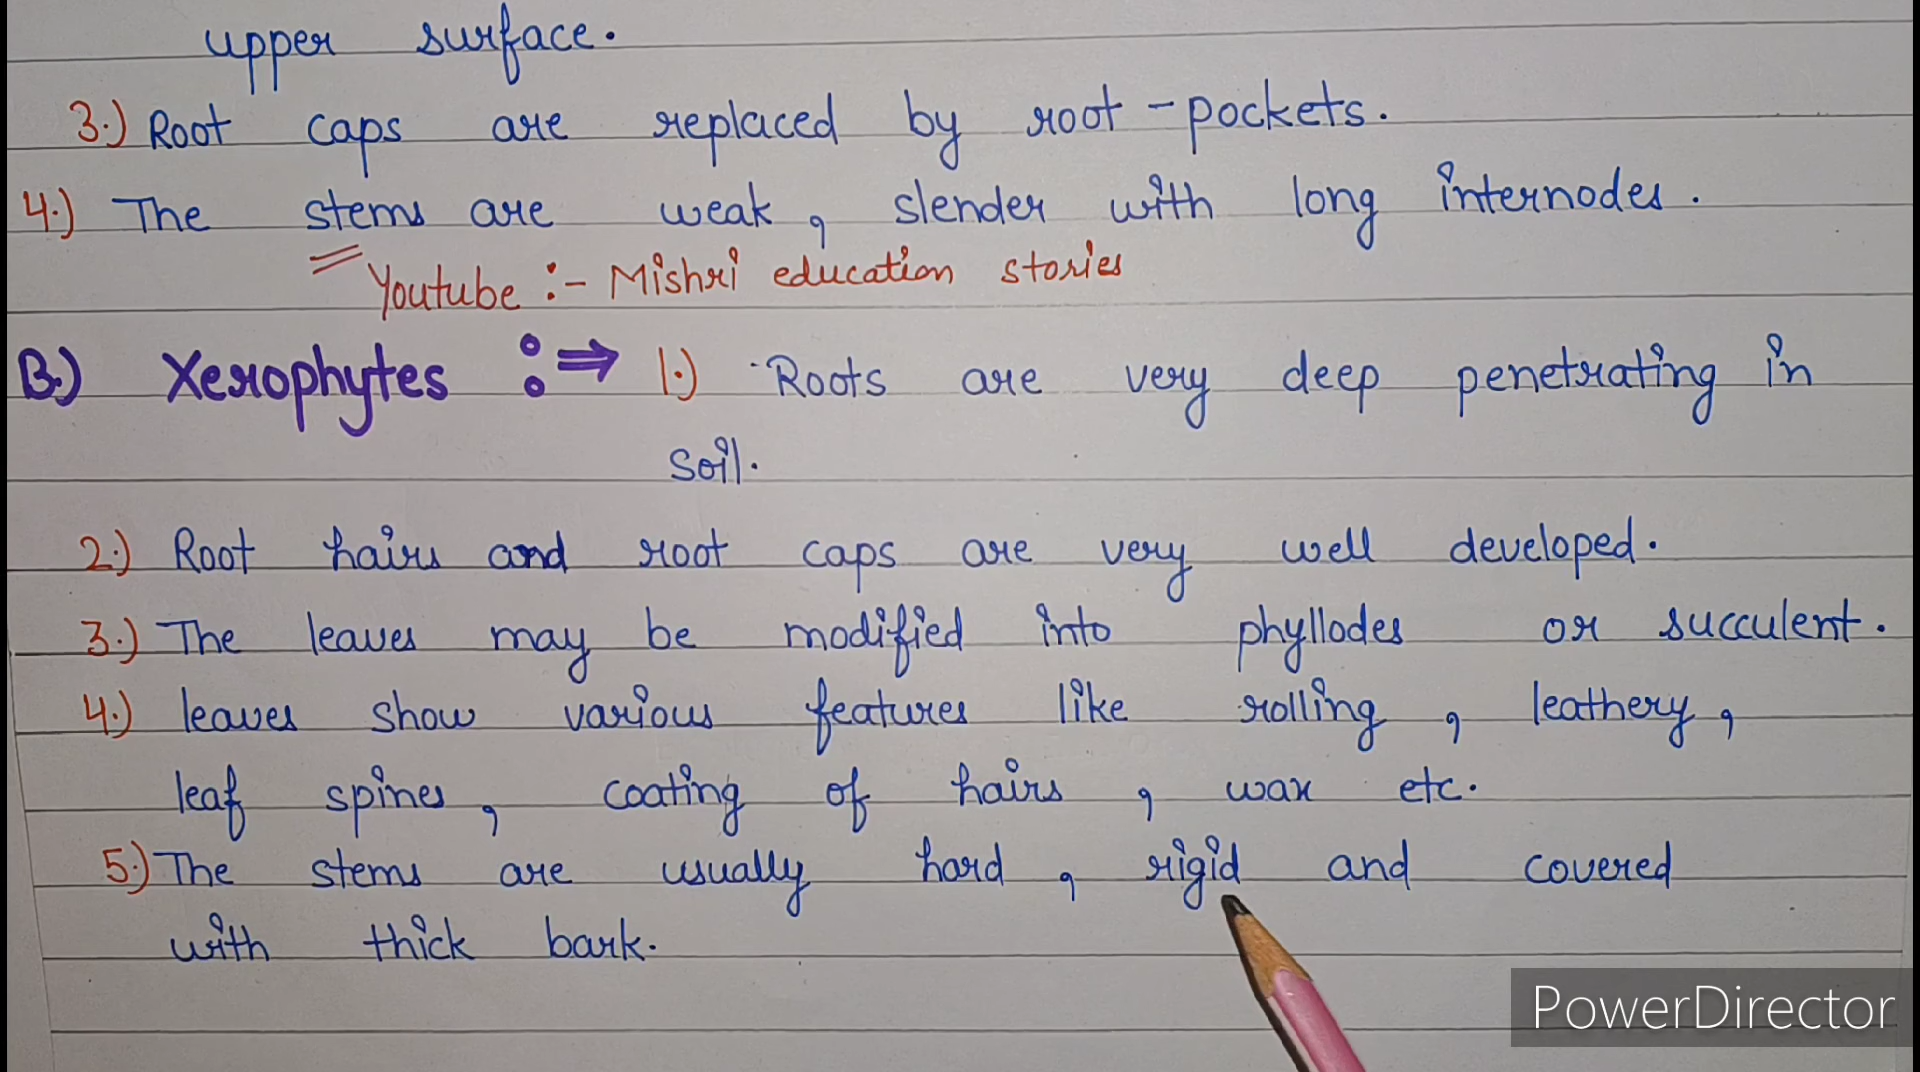 upper surface.
3.) Root caps are replaced by root-pockets.
4.) The stems are weak, slender with long internodes.
Youtube :- Mishri education stories
B.) Xerophytes :⇒ 1.) Roots are very deep penetrating in
soil.
2.) Root hairs and root caps are very well developed.
3.) The leaves may be modified into phyllodes or succulent.
4.) leaves show various features like rolling, leathery,
leaf spines, coating of hairs, wax etc.
5.) The stems are usually hard, rigid and covered
with thick bark.
PowerDirector